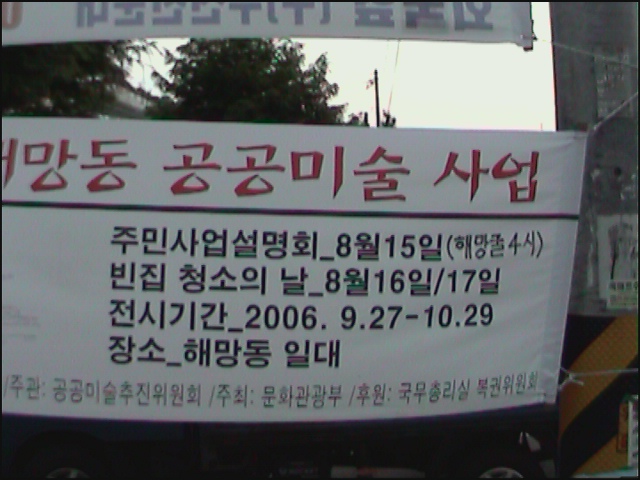 해망동 공공미술 사업
주민사업설명회_8월15일(해망졸4시)
빈집 청소의 날_8월16일/17일
전시기간_2006. 9.27-10.29
장소_해망동 일대
/주관: 공공미술추진위원회 /주최: 문화관광부 /후원: 국무총리실 복권위원회